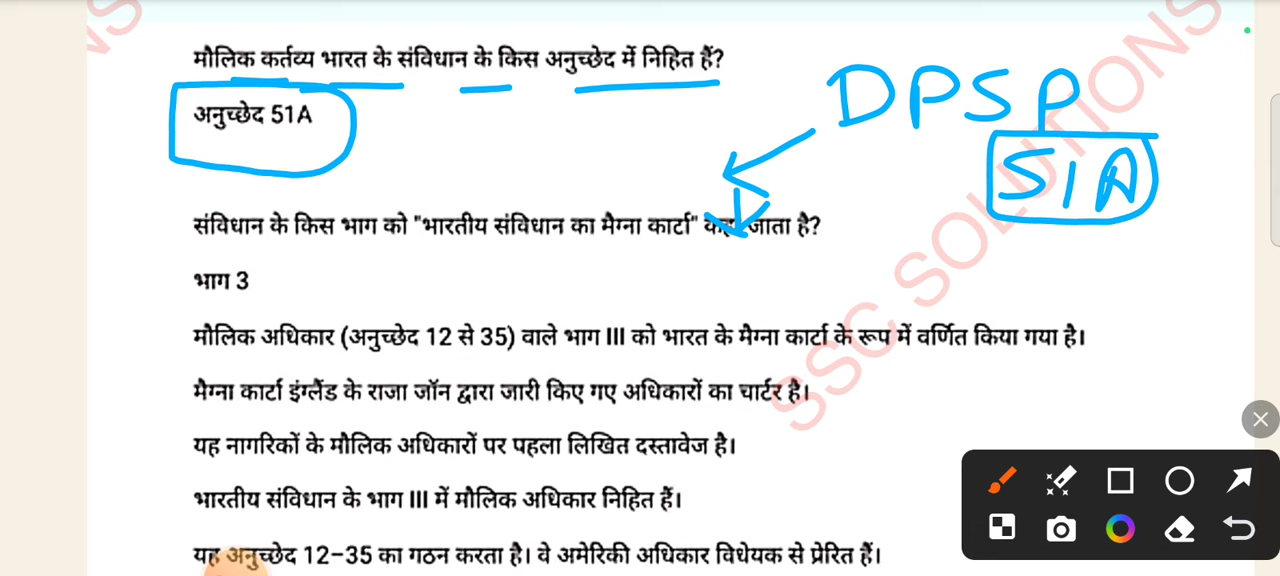 मौलिक कर्तव्य भारत के संविधान के किस अनुच्छेद में निहित हैं?
DPSP
अनुच्छेद 51A
51A
संविधान के किस भाग को "भारतीय संविधान का मैग्ना कार्टा" कहा जाता है?
भाग 3
मौलिक अधिकार (अनुच्छेद 12 से 35) वाले भाग III को भारत के मैग्ना कार्टा के रूप में वर्णित किया गया है।
मैग्ना कार्टा इंग्लैंड के राजा जॉन द्वारा जारी किए गए अधिकारों का चार्टर है।
यह नागरिकों के मौलिक अधिकारों पर पहला लिखित दस्तावेज है।
भारतीय संविधान के भाग III में मौलिक अधिकार निहित हैं।
यह अनुच्छेद 12-35 का गठन करता है। वे अमेरिकी अधिकार विधेयक से प्रेरित हैं।
SSC SOLUTIONS
NS